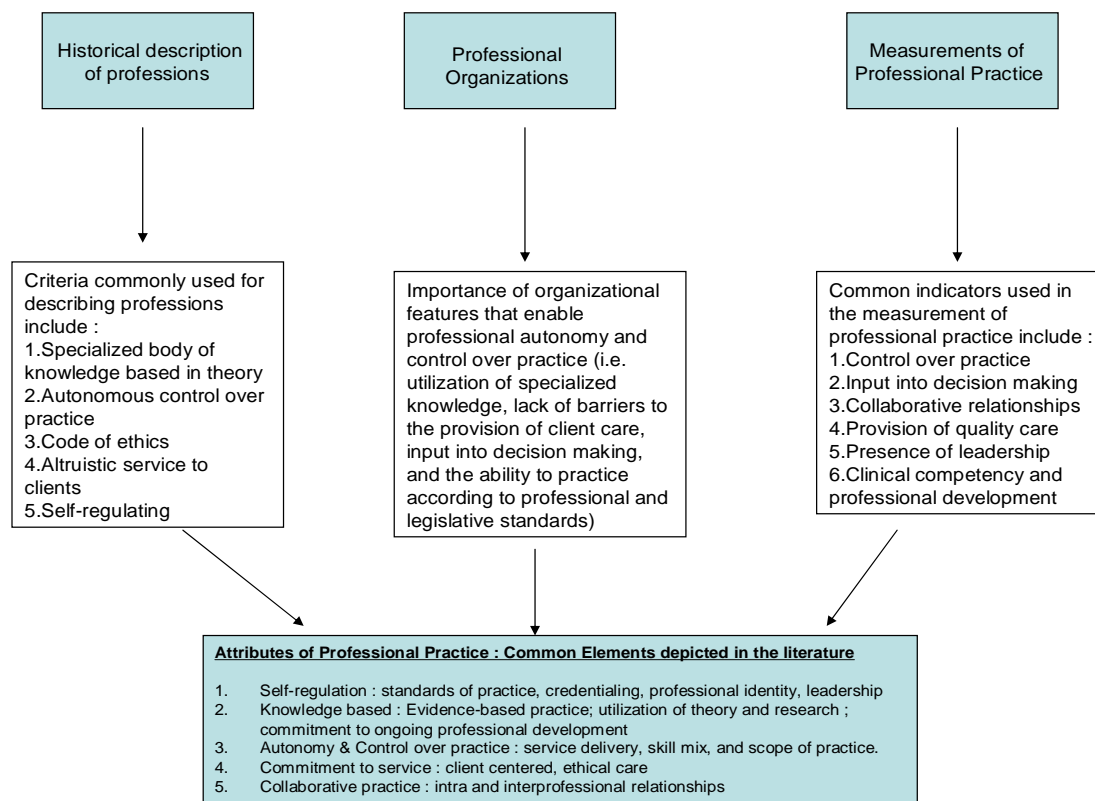 Historical description
of professions
Professional
Organizations
Measurements of
Professional Practice
Criteria commonly used for
describing professions
include :
1.Specialized body of
knowledge based in theory
2.Autonomous control over
practice
3.Code of ethics
4.Altruistic service to
clients
5.Self-regulating
Importance of organizational
features that enable
professional autonomy and
control over practice (i.e.
utilization of specialized
knowledge, lack of barriers to
the provision of client care,
input into decision making,
and the ability to practice
according to professional and
legislative standards)
Common indicators used in
the measurement of
professional practice include :
1.Control over practice
2.Input into decision making
3.Collaborative relationships
4.Provision of quality care
5.Presence of leadership
6.Clinical competency and
professional development
Attributes of Professional Practice : Common Elements depicted in the literature
1. Self-regulation : standards of practice, credentialing, professional identity, leadership
2. Knowledge based : Evidence-based practice; utilization of theory and research ;
commitment to ongoing professional development
3. Autonomy & Control over practice : service delivery, skill mix, and scope of practice.
4. Commitment to service : client centered, ethical care
5. Collaborative practice : intra and interprofessional relationships